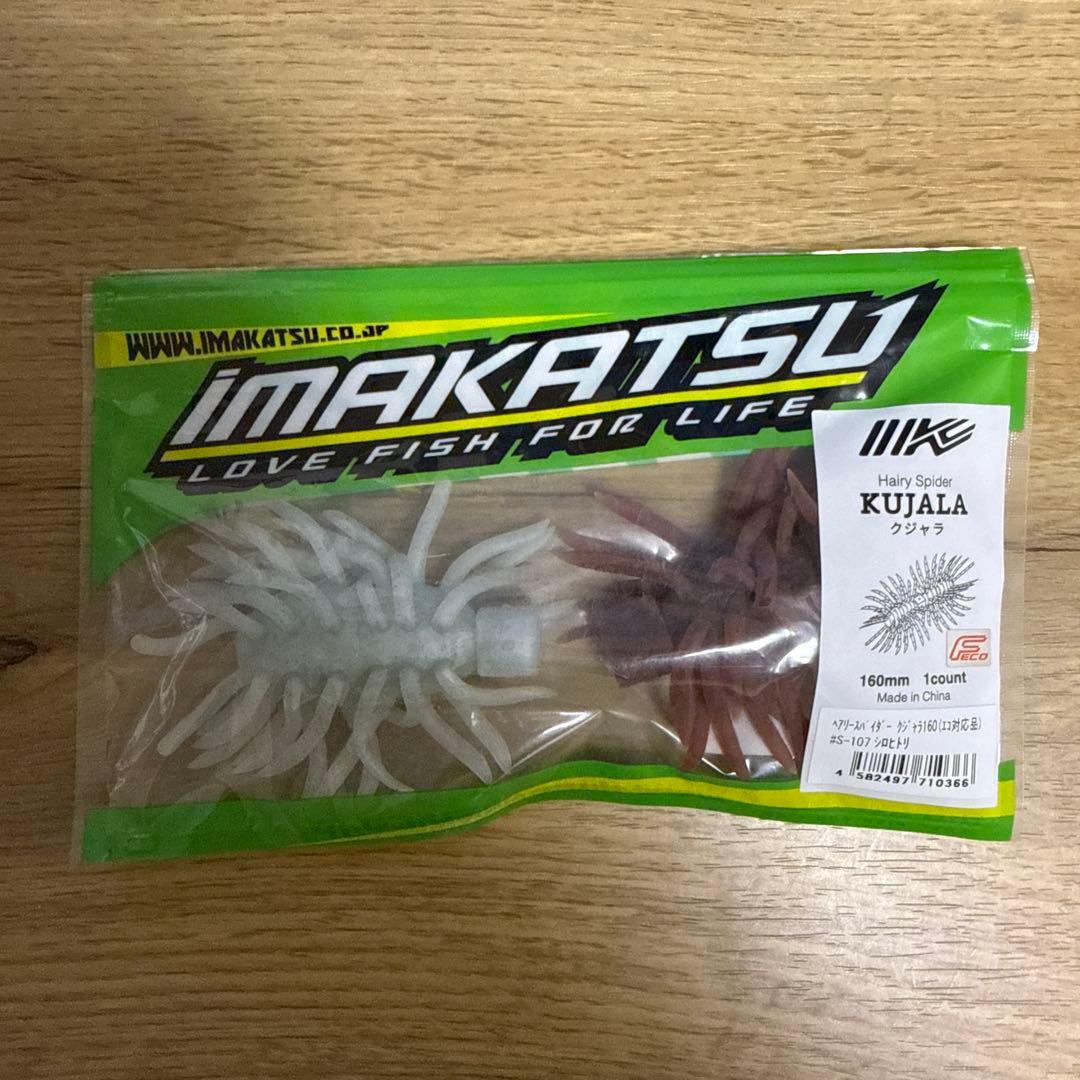 WWW.IMAKATSU.CO.JP
iMAKATSU
LOVE FISH FOR LIFE
IKE
Hairy Spider
KUJALA
クジャラ
F ECO
160mm 1count
Made in China
ヘアリースパイダー クジャラ160(エコ対応品)
#S-107 シロヒトリ
4 582497 710366